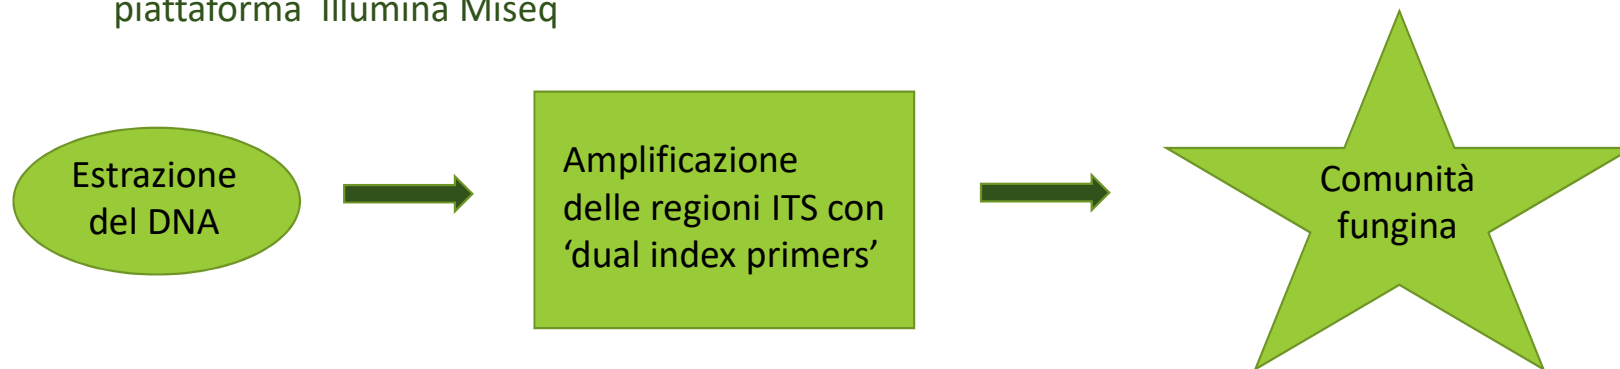 piattaforma  Illumina Miseq
Estrazione
del DNA
Amplificazione
delle regioni ITS con
‘dual index primers’
Comunità
fungina